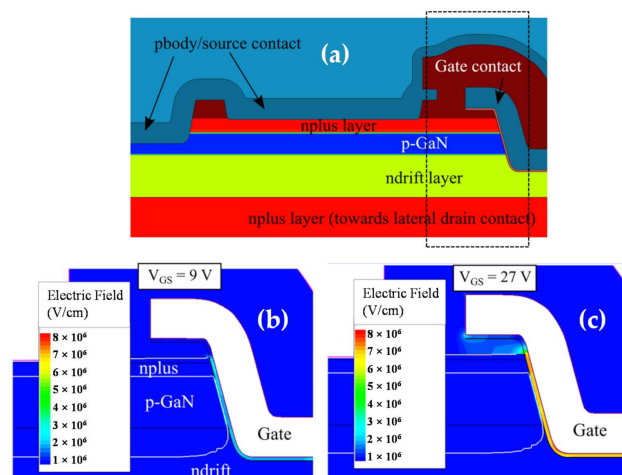 pbody/source contact
(a)
Gate contact
nplus layer
p-GaN
ndrift layer
nplus layer (towards lateral drain contact)
V_GS = 9 V
Electric Field
(V/cm)
8 × 10⁶
7 × 10⁶
6 × 10⁶
5 × 10⁶
4 × 10⁶
3 × 10⁶
2 × 10⁶
1 × 10⁶
(b)
nplus
p-GaN
Gate
ndrift
V_GS = 27 V
Electric Field
(V/cm)
8 × 10⁶
7 × 10⁶
6 × 10⁶
5 × 10⁶
4 × 10⁶
3 × 10⁶
2 × 10⁶
1 × 10⁶
(c)
Gate